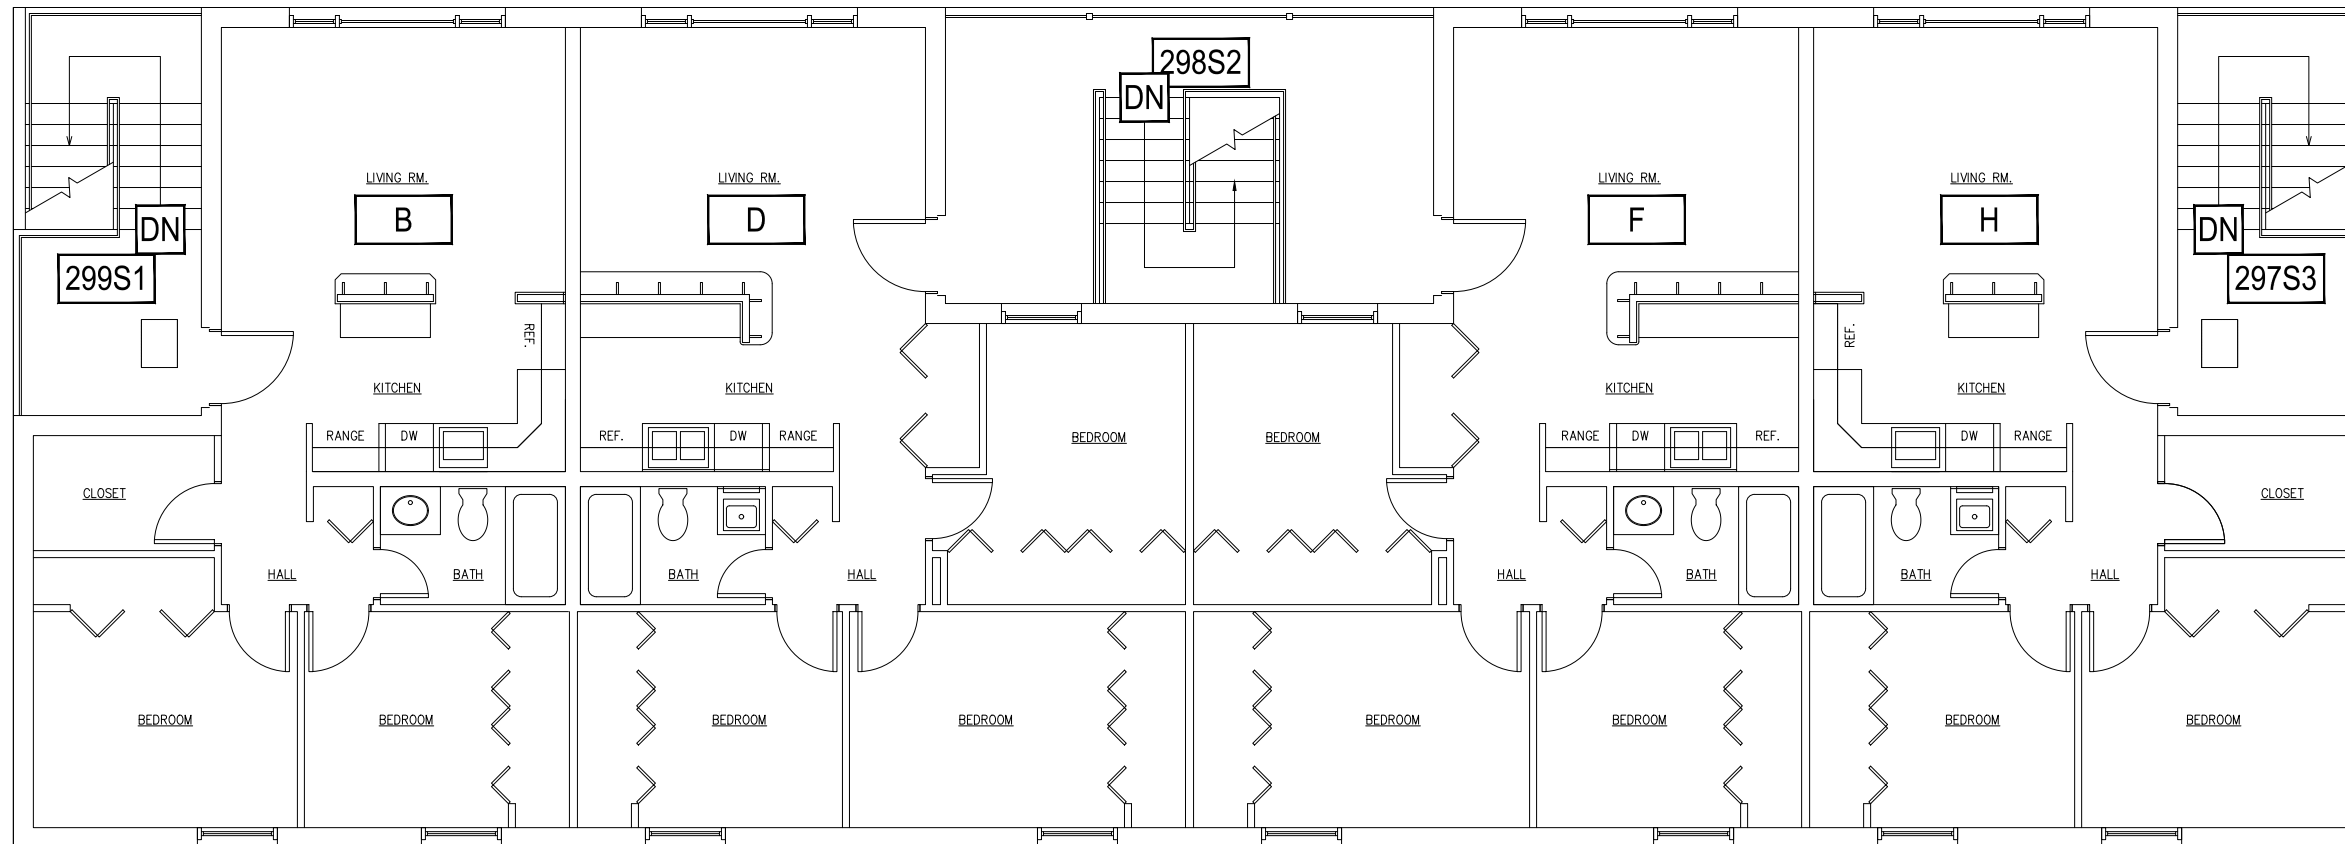 298S2
DN
LIVING RM.
LIVING RM.
LIVING RM.
LIVING RM.
B
D
F
H
DN
DN
299S1
297S3
REF.
REF.
KITCHEN
KITCHEN
KITCHEN
KITCHEN
RANGE
DW
REF.
DW
RANGE
BEDROOM
BEDROOM
RANGE
DW
REF.
DW
RANGE
CLOSET
CLOSET
HALL
BATH
BATH
HALL
HALL
BATH
BATH
HALL
BEDROOM
BEDROOM
BEDROOM
BEDROOM
BEDROOM
BEDROOM
BEDROOM
BEDROOM